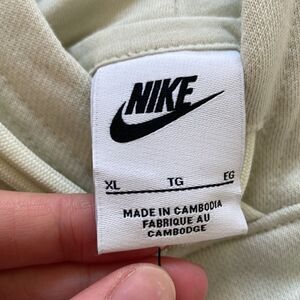 NIKE
XL TG EG
MADE IN CAMBODIA
FABRIQUE AU
CAMBODGE